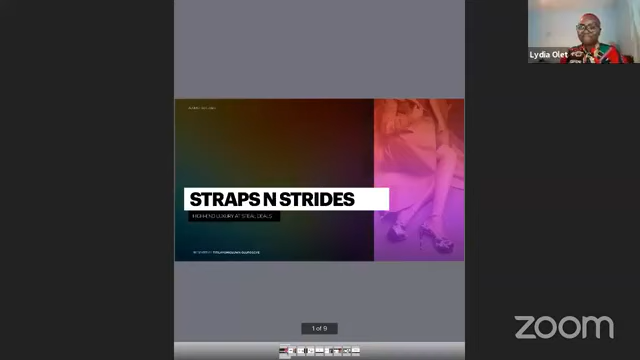 Lydia Olet
STRAPS N STRIDES
HIGH-END LUXURY AT STEAL DEALS
1 of 9
zoom